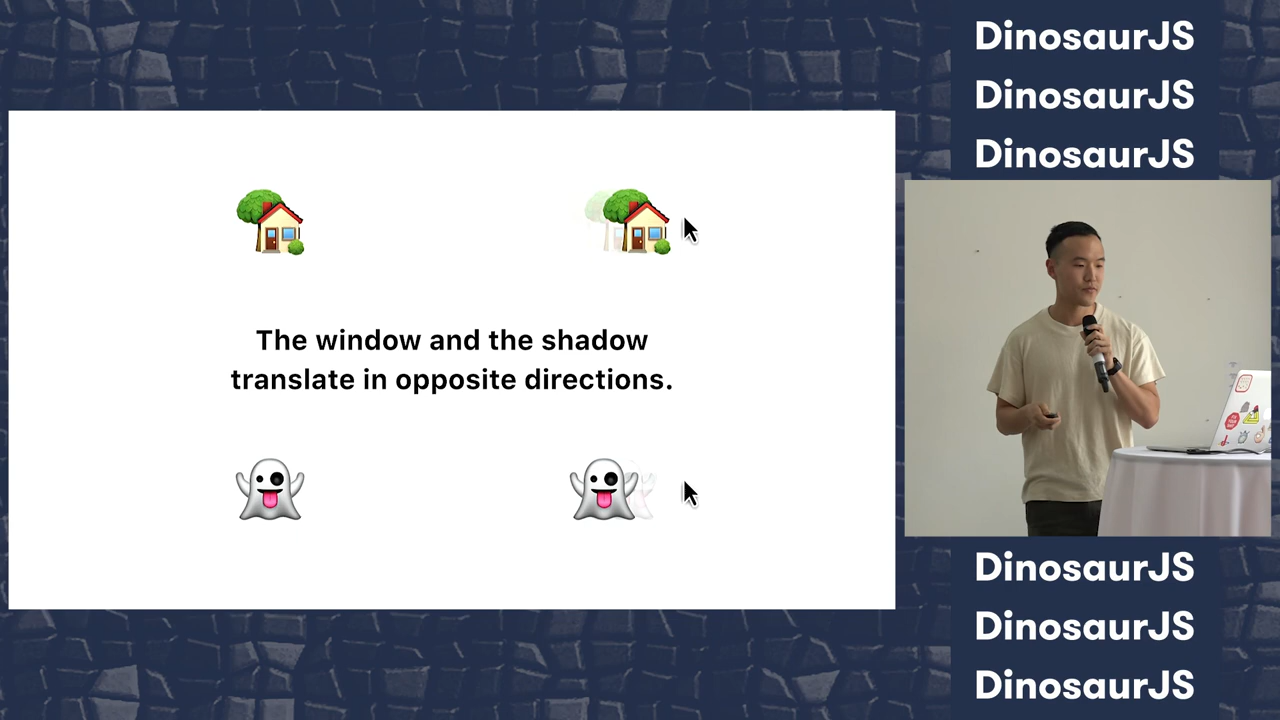 DinosaurJS
DinosaurJS
DinosaurJS
The window and the shadow
translate in opposite directions.
DinosaurJS
DinosaurJS
DinosaurJS